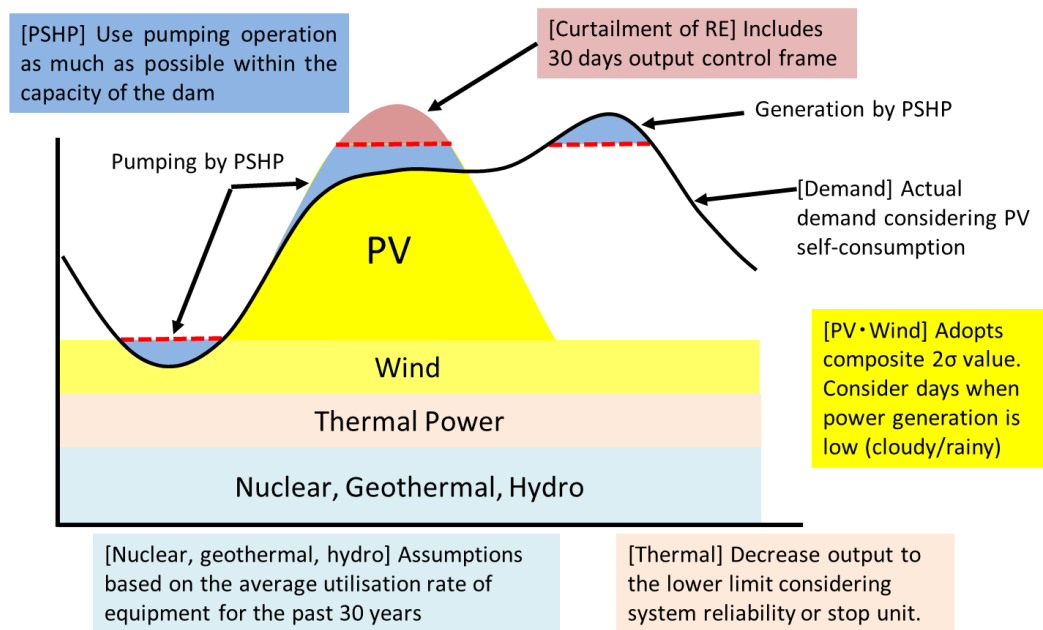 [PSHP] Use pumping operation
as much as possible within the
capacity of the dam
[Curtailment of RE] Includes
30 days output control frame
Generation by PSHP
Pumping by PSHP
[Demand] Actual
demand considering PV
self-consumption
PV
[PV・Wind] Adopts
composite 2σ value.
Consider days when
power generation is
low (cloudy/rainy)
Wind
Thermal Power
Nuclear, Geothermal, Hydro
[Nuclear, geothermal, hydro] Assumptions
based on the average utilisation rate of
equipment for the past 30 years
[Thermal] Decrease output to
the lower limit considering
system reliability or stop unit.